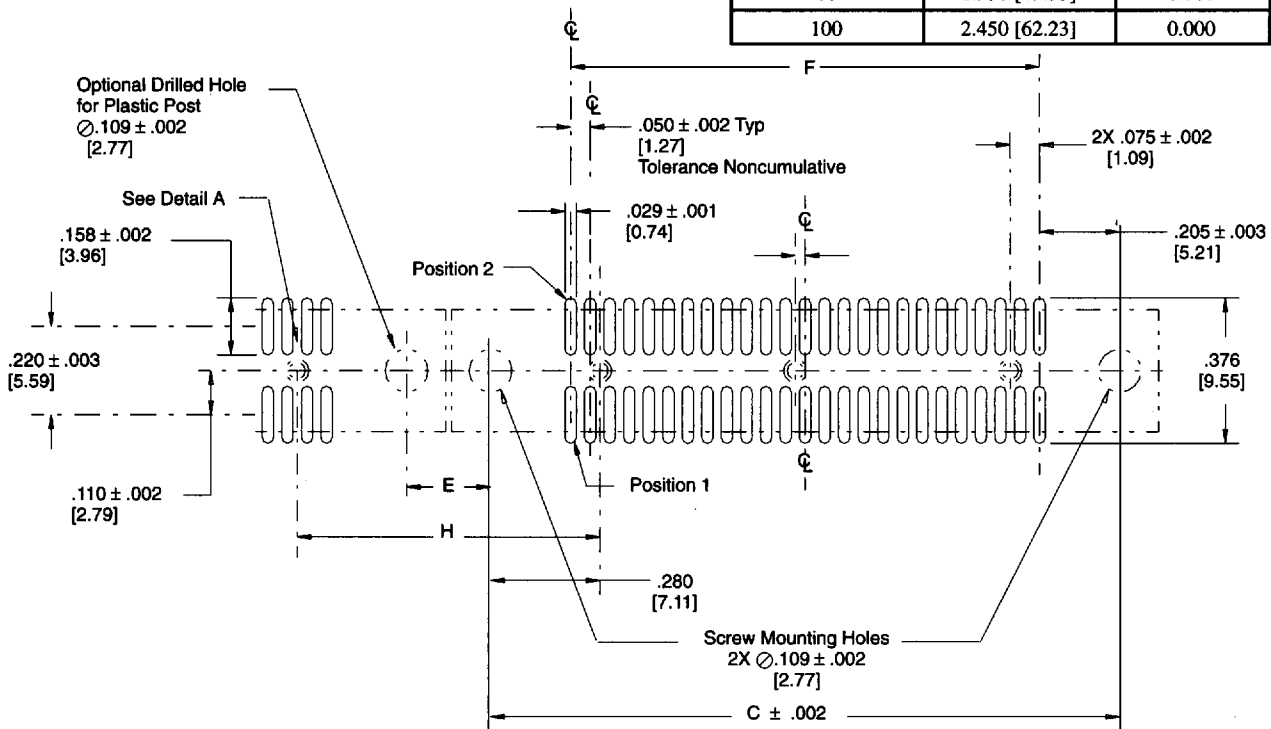 100 2.450 [62.23] 0.000
℄
F
Optional Drilled Hole
for Plastic Post
∅.109 ± .002
[2.77]
℄
.050 ± .002 Typ
[1.27]
Tolerance Noncumulative
2X .075 ± .002
[1.09]
See Detail A
.029 ± .001
[0.74]
℄
.158 ± .002
[3.96]
.205 ± .003
[5.21]
Position 2
.220 ± .003
[5.59]
.376
[9.55]
℄
.110 ± .002
[2.79]
E
Position 1
H
.280
[7.11]
Screw Mounting Holes
2X ∅.109 ± .002
[2.77]
C ± .002